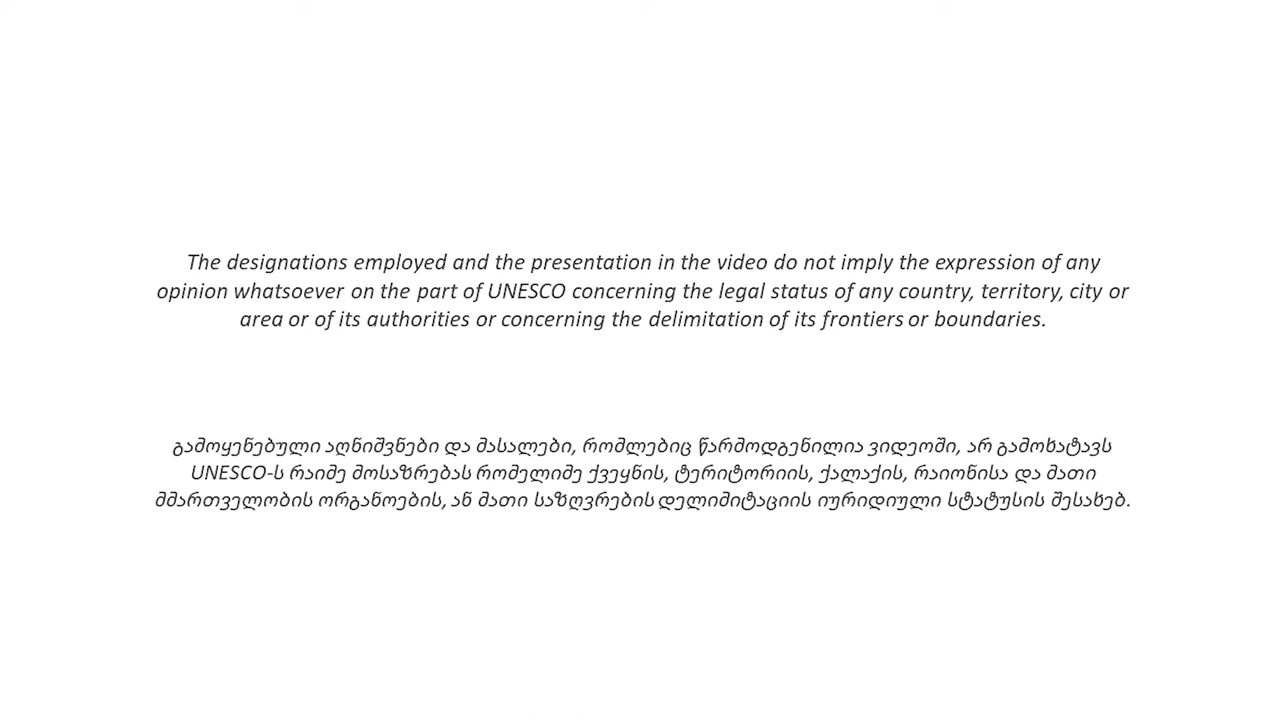 The designations employed and the presentation in the video do not imply the expression of any
opinion whatsoever on the part of UNESCO concerning the legal status of any country, territory, city or
area or of its authorities or concerning the delimitation of its frontiers or boundaries.
გამოყენებული აღნიშვნები და მასალები, რომლებიც წარმოდგენილია ვიდეოში, არ გამოხატავს
UNESCO-ს რაიმე მოსაზრებას რომელიმე ქვეყნის, ტერიტორიის, ქალაქის, რაიონისა და მათი
მმართველობის ორგანოების, ან მათი საზღვრების დელიმიტაციის იურიდიული სტატუსის შესახებ.